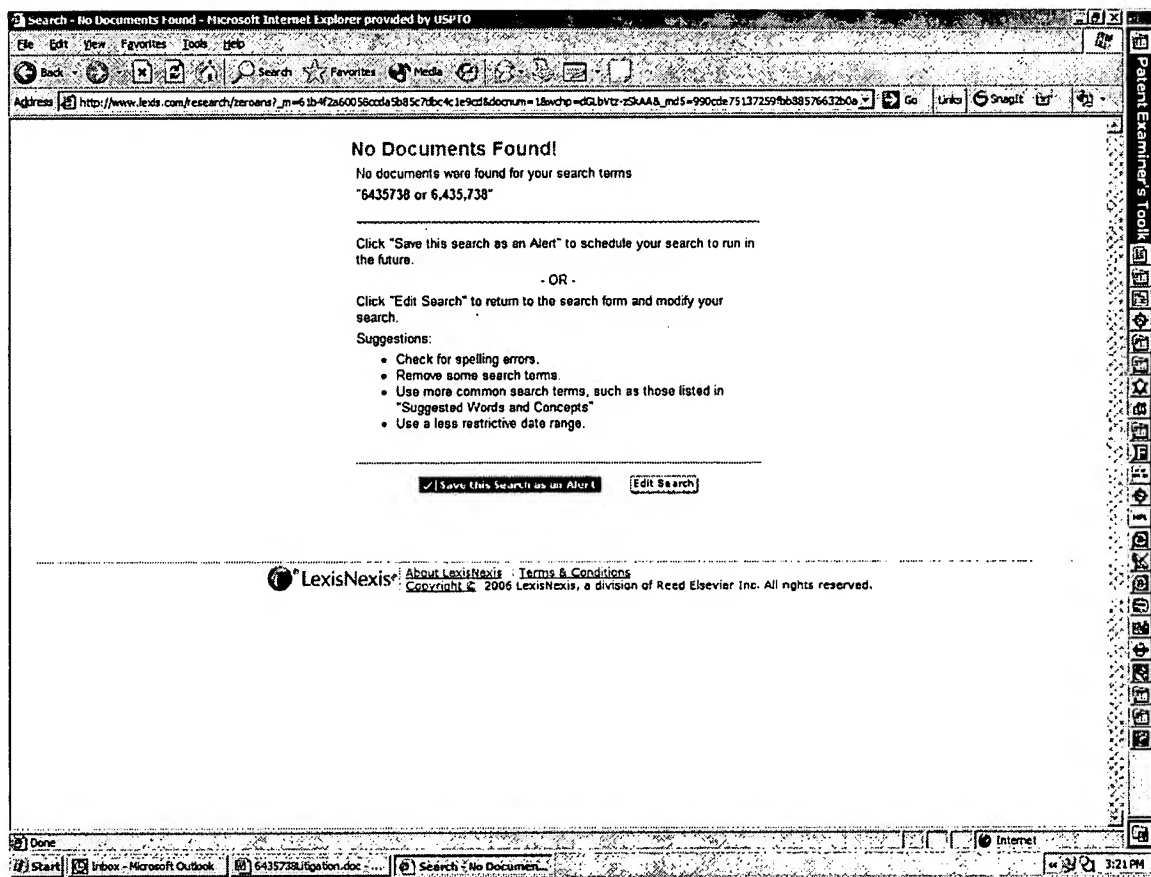 Search - No Documents Found - Microsoft Internet Explorer provided by USPTO
File Edit View Favorites Tools Help
Back Search Favorites Media
Address Go Links SnagIt
Patent Examiner's Toolk
No Documents Found!
No documents were found for your search terms
"6435738 or 6,435,738"
Click "Save this search as an Alert" to schedule your search to run in
the future.
- OR -
Click "Edit Search" to return to the search form and modify your
search.
Suggestions:
• Check for spelling errors.
• Remove some search terms.
• Use more common search terms, such as those listed in
"Suggested Words and Concepts"
• Use a less restrictive date range.
Save this Search as an Alert Edit Search
LexisNexis® About LexisNexis Terms & Conditions
Copyright © 2006 LexisNexis, a division of Reed Elsevier Inc. All rights reserved.
Done Internet
Start Inbox - Microsoft Outlook 6435738Litigation.doc - ... Search - No Documen... 3:21 PM